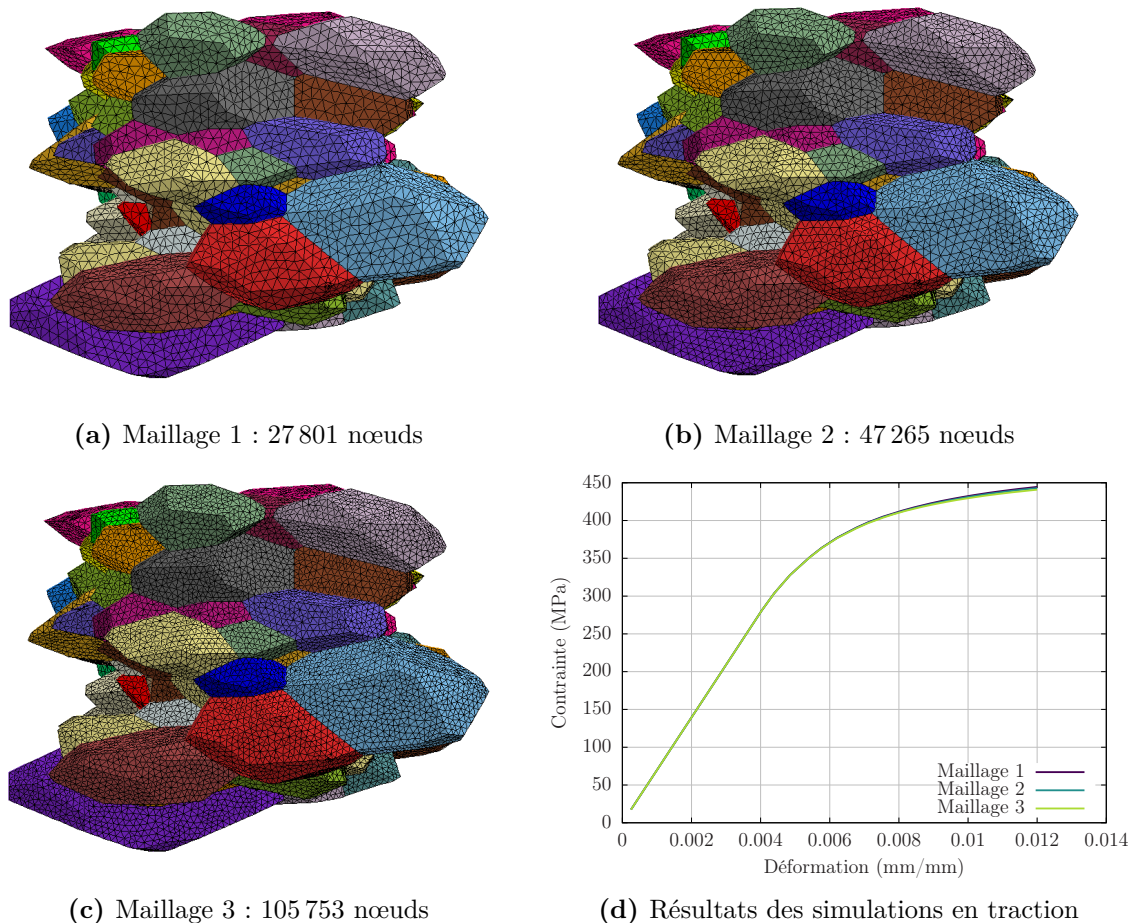 (a) Maillage 1 : 27 801 nœuds
(b) Maillage 2 : 47 265 nœuds
450
400
350
300
250
200
150
100
50
0
Contrainte (MPa)
Maillage 1
Maillage 2
Maillage 3
0 0.002 0.004 0.006 0.008 0.01 0.012 0.014
Déformation (mm/mm)
(c) Maillage 3 : 105 753 nœuds
(d) Résultats des simulations en traction